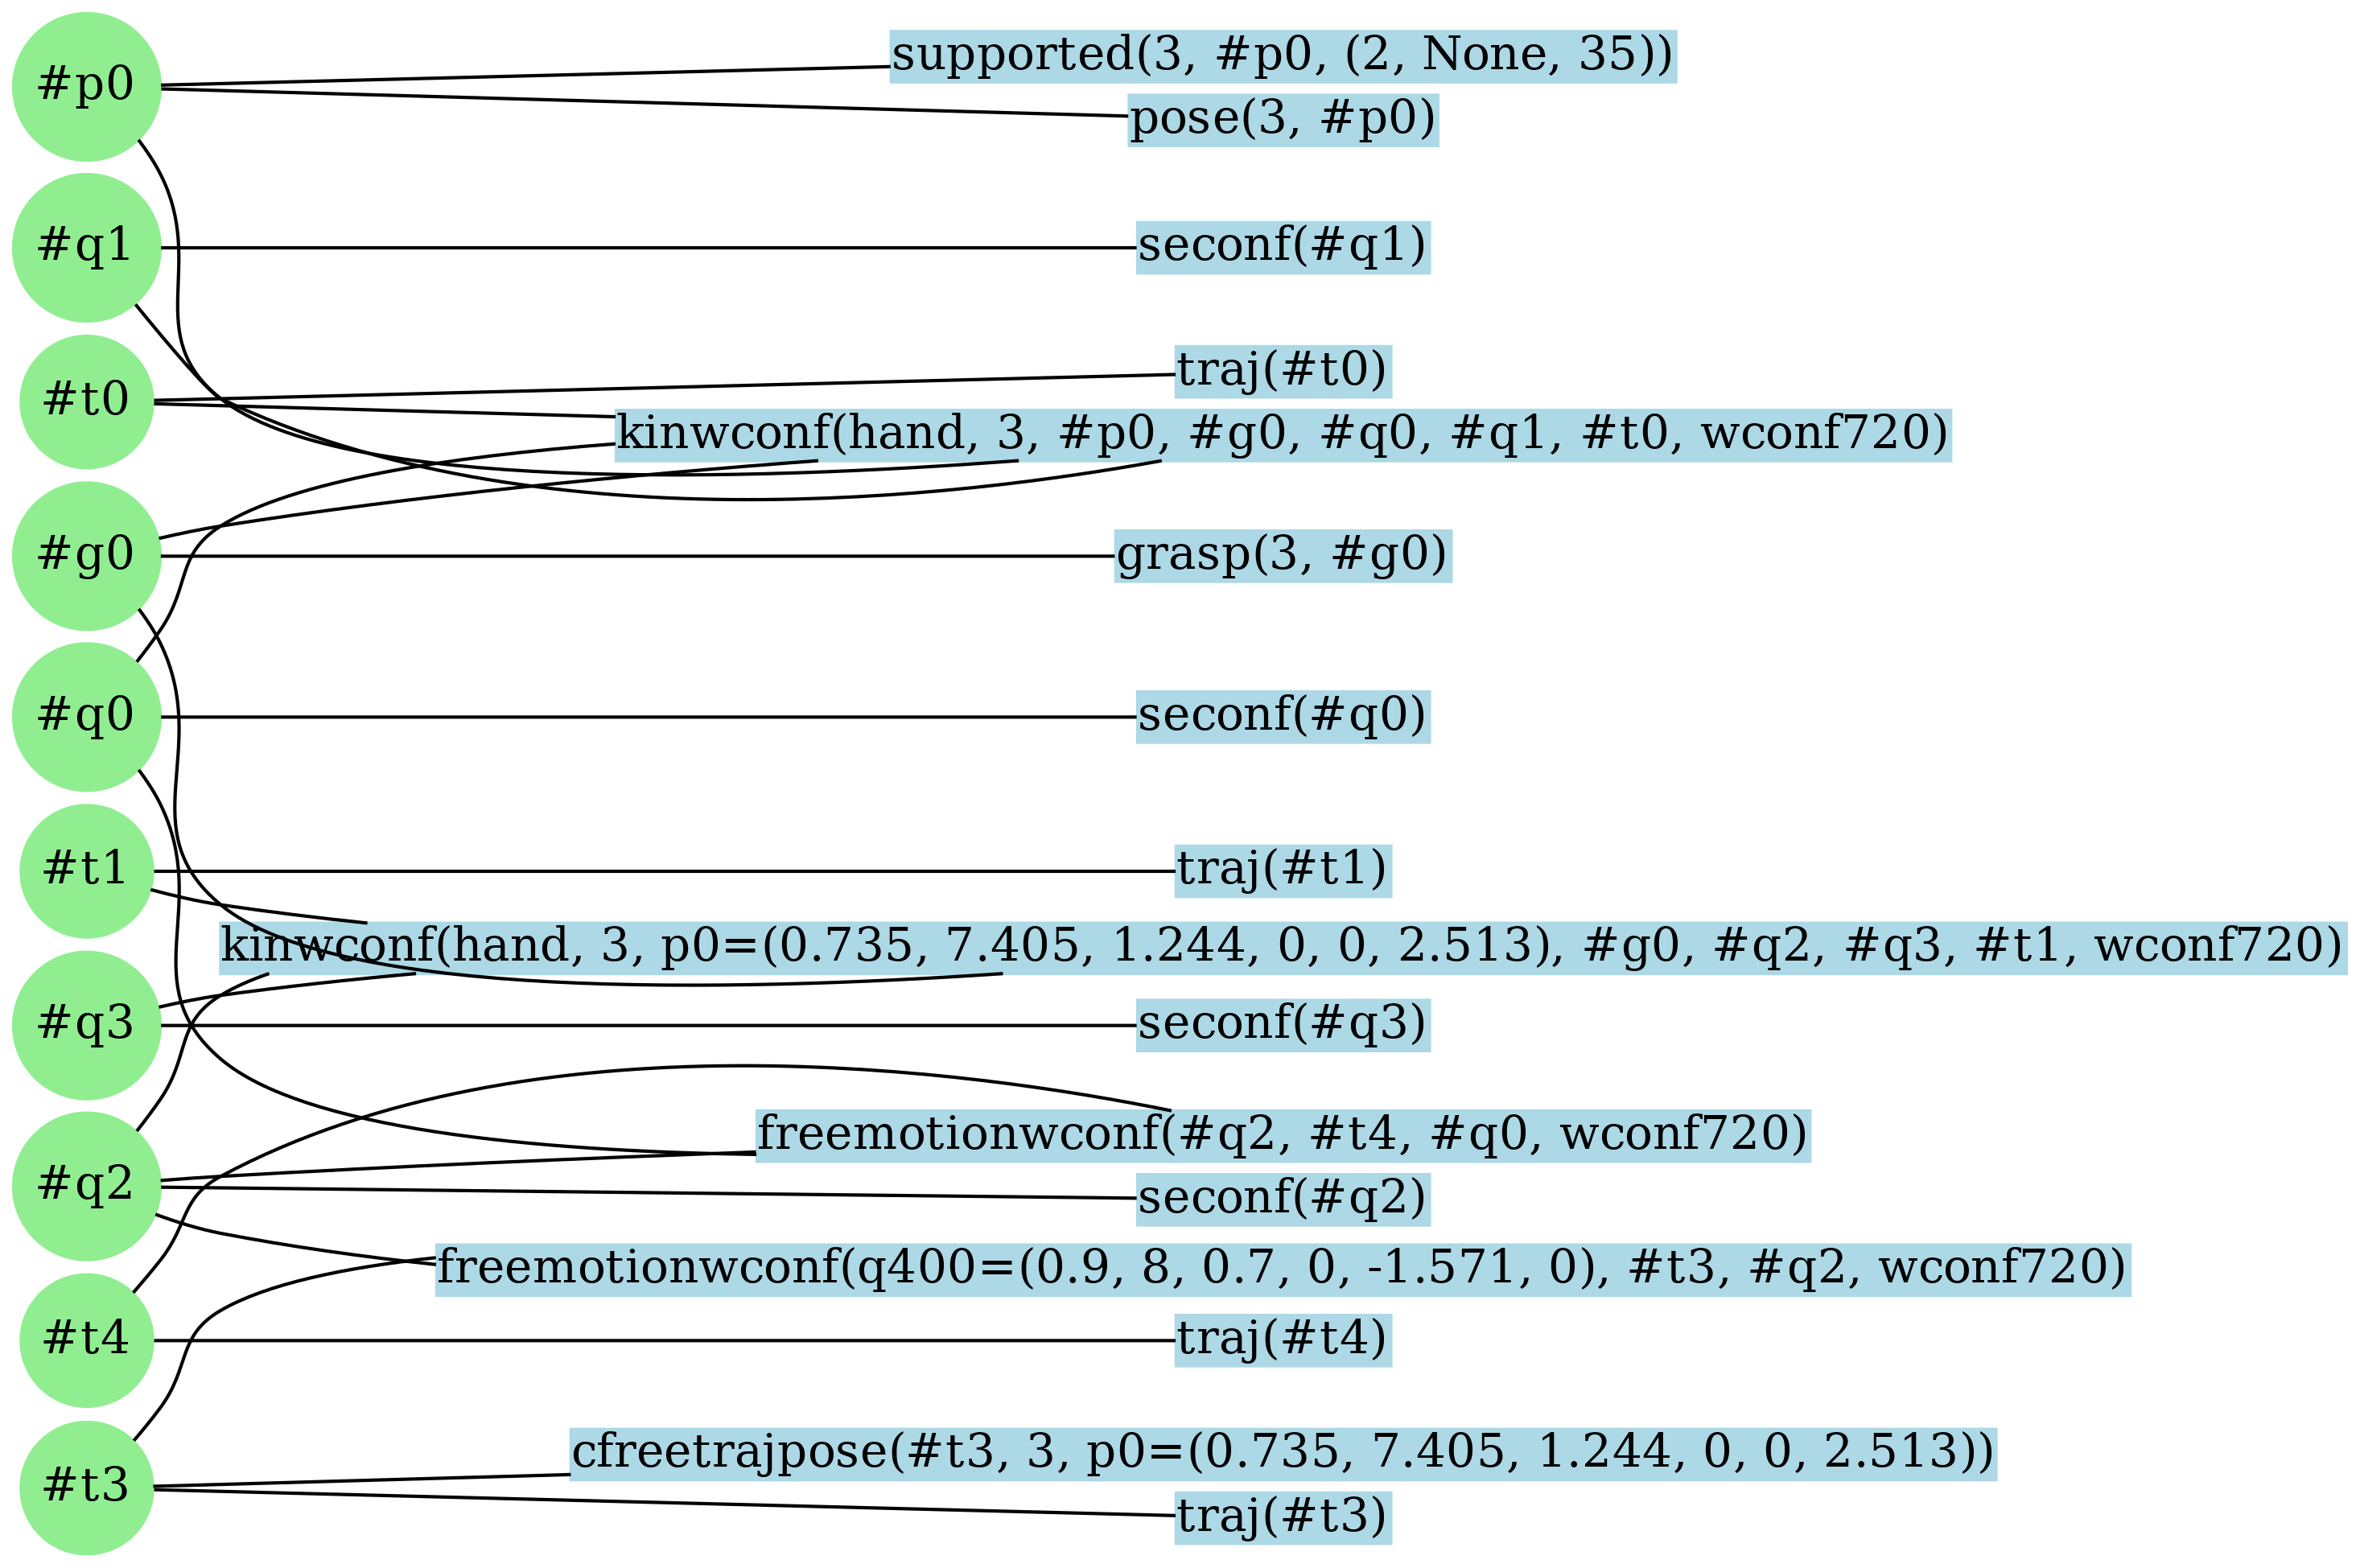 #p0
supported(3, #p0, (2, None, 35))
pose(3, #p0)
#q1
seconf(#q1)
#t0
traj(#t0)
kinwconf(hand, 3, #p0, #g0, #q0, #q1, #t0, wconf720)
#g0
grasp(3, #g0)
#q0
seconf(#q0)
#t1
traj(#t1)
kinwconf(hand, 3, p0=(0.735, 7.405, 1.244, 0, 0, 2.513), #g0, #q2, #q3, #t1, wconf720)
#q3
seconf(#q3)
freemotionwconf(#q2, #t4, #q0, wconf720)
#q2
seconf(#q2)
freemotionwconf(q400=(0.9, 8, 0.7, 0, -1.571, 0), #t3, #q2, wconf720)
#t4
traj(#t4)
cfreetrajpose(#t3, 3, p0=(0.735, 7.405, 1.244, 0, 0, 2.513))
#t3
traj(#t3)